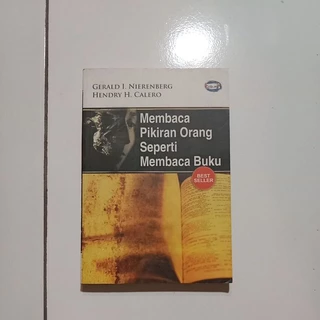 GERALD I. NIERENBERG
HENDRY H. CALERO
Membaca
Pikiran Orang
Seperti
Membaca Buku
BEST
SELLER